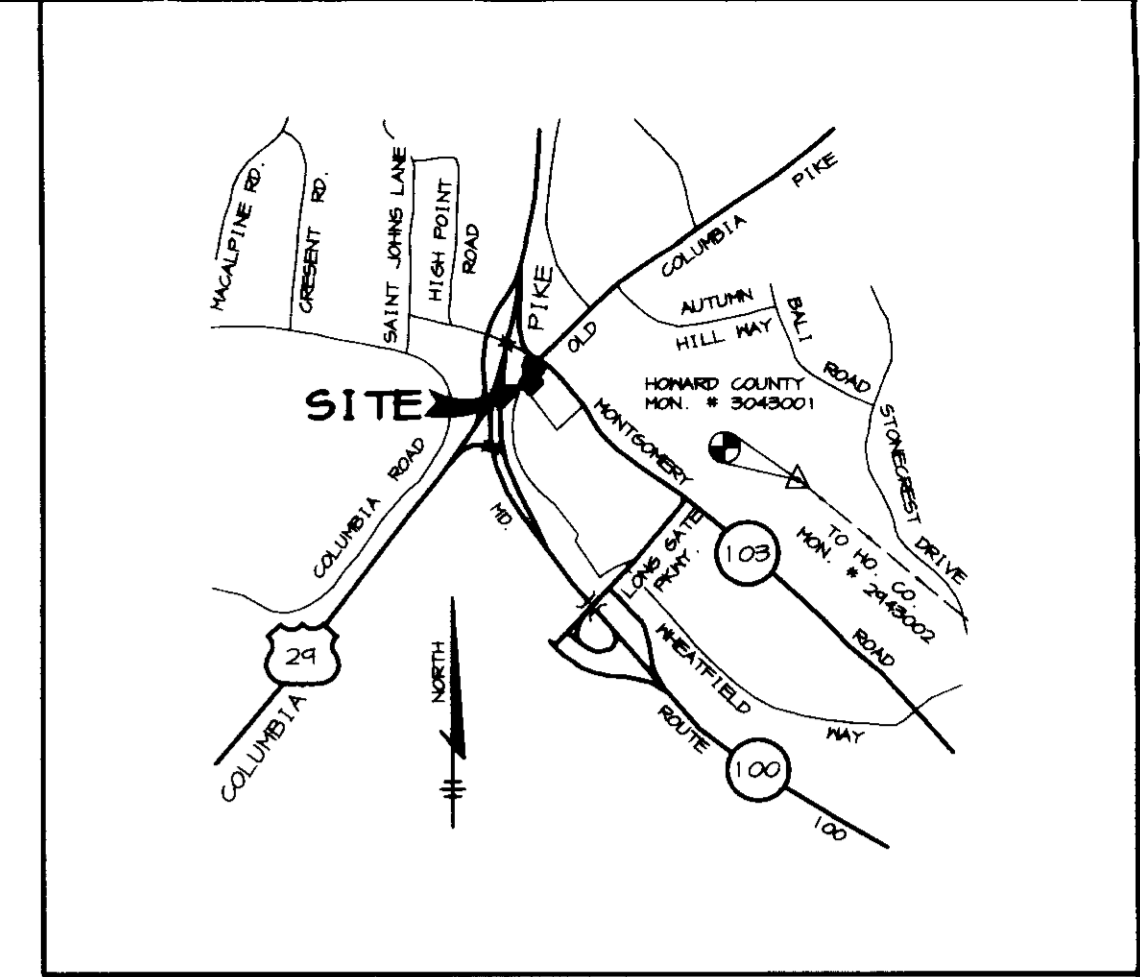 MACALPINE RD.
CRESENT RD.
SAINT JOHNS LANE
HIGH POINT
ROAD
PIKE
OLD
COLUMBIA
PIKE
AUTUMN
HILL WAY
BALI
ROAD
STONECREST DRIVE
HOWARD COUNTY
MON. # 3043001
SITE
MONTGOMERY
COLUMBIA ROAD
MD.
LONG GATE
PKWY.
103
TO HO. CO.
MON. # 2943002
ROAD
29
COLUMBIA
NORTH
WHEATFIELD
WAY
ROUTE
100
100